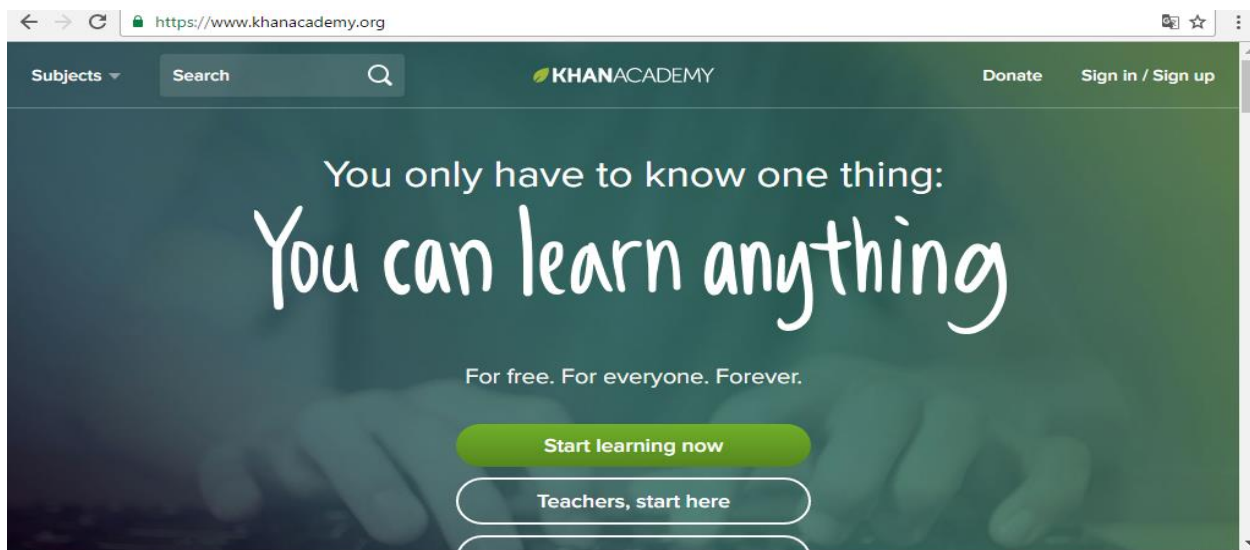 https://www.khanacademy.org
Subjects Search KHANACADEMY Donate Sign in / Sign up
You only have to know one thing:
You can learn anything
For free. For everyone. Forever.
Start learning now
Teachers, start here